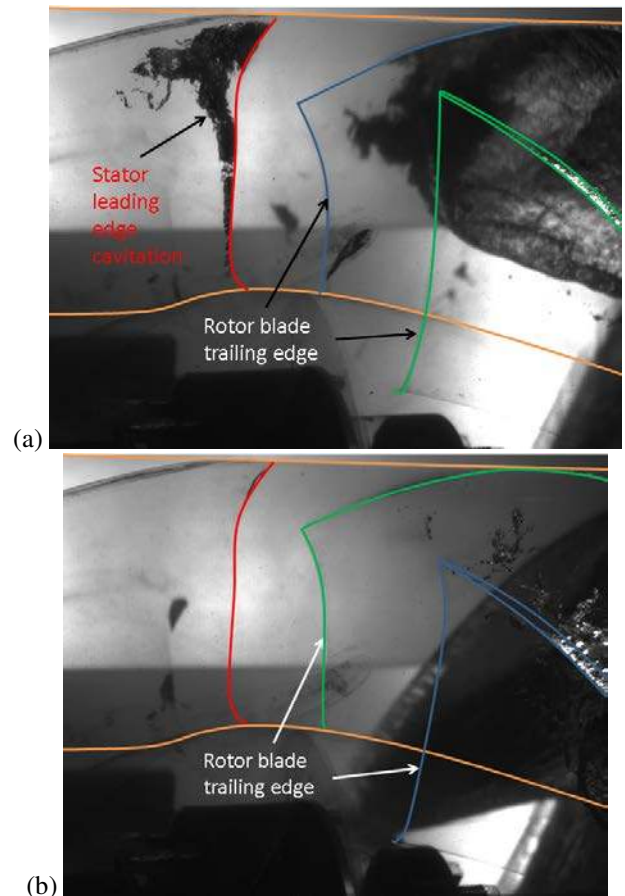 Stator
leading
edge
cavitation
Rotor blade
trailing edge
(a)
Rotor blade
trailing edge
(b)